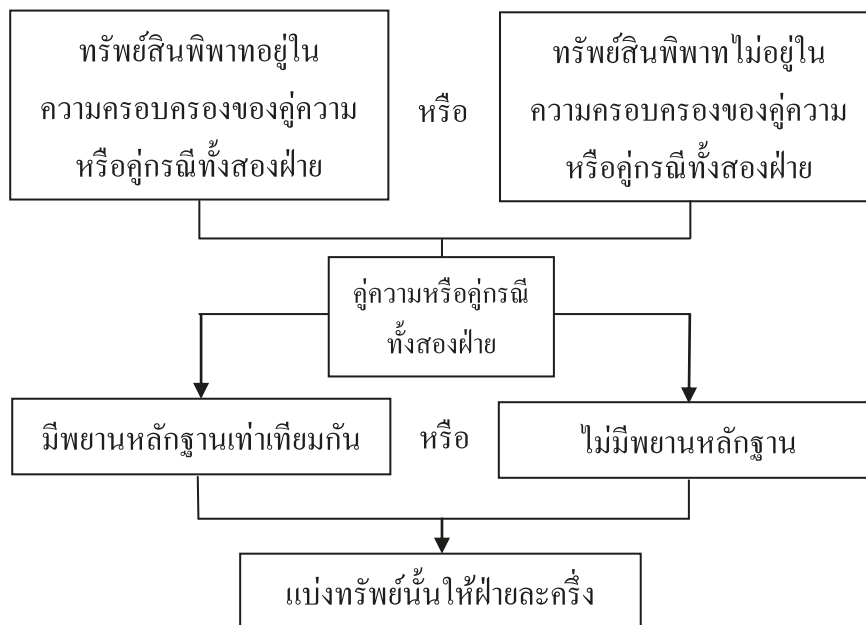 ทรัพย์สินพิพาทอยู่ใน
ความครอบครองของคู่ความ
หรือคู่กรณีทั้งสองฝ่าย
หรือ
ทรัพย์สินพิพาทไม่อยู่ใน
ความครอบครองของคู่ความ
หรือคู่กรณีทั้งสองฝ่าย
คู่ความหรือคู่กรณี
ทั้งสองฝ่าย
มีพยานหลักฐานเท่าเทียมกัน
หรือ
ไม่มีพยานหลักฐาน
แบ่งทรัพย์นั้นให้ฝ่ายละครึ่ง